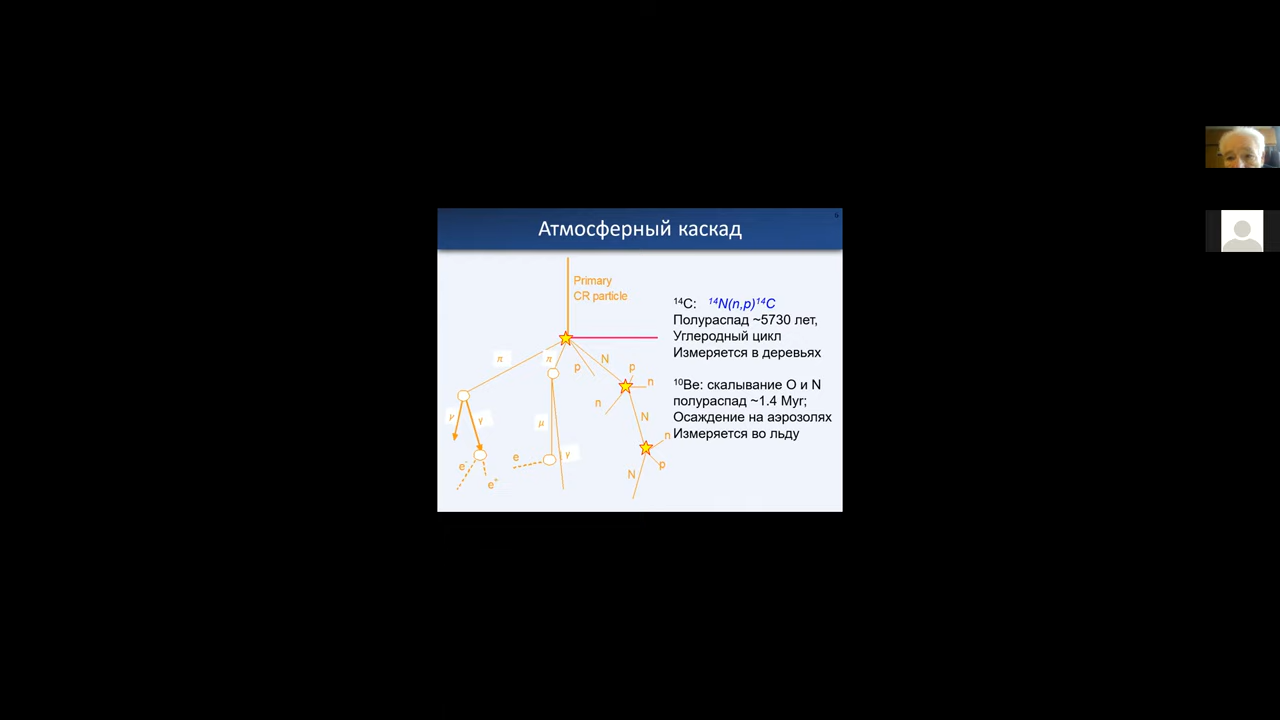 Атмосферный каскад
6
Primary
CR particle
¹⁴C: ¹⁴N(n,p)¹⁴C
Полураспад ~5730 лет,
Углеродный цикл
Измеряется в деревьях
¹⁰Be: скалывание O и N
полураспад ~1.4 Myr;
Осаждение на аэрозолях
Измеряется во льду
π
π
N
p
p
n
n
γ
γ
μ
N
n
e
γ
p
e⁻
N
e⁺